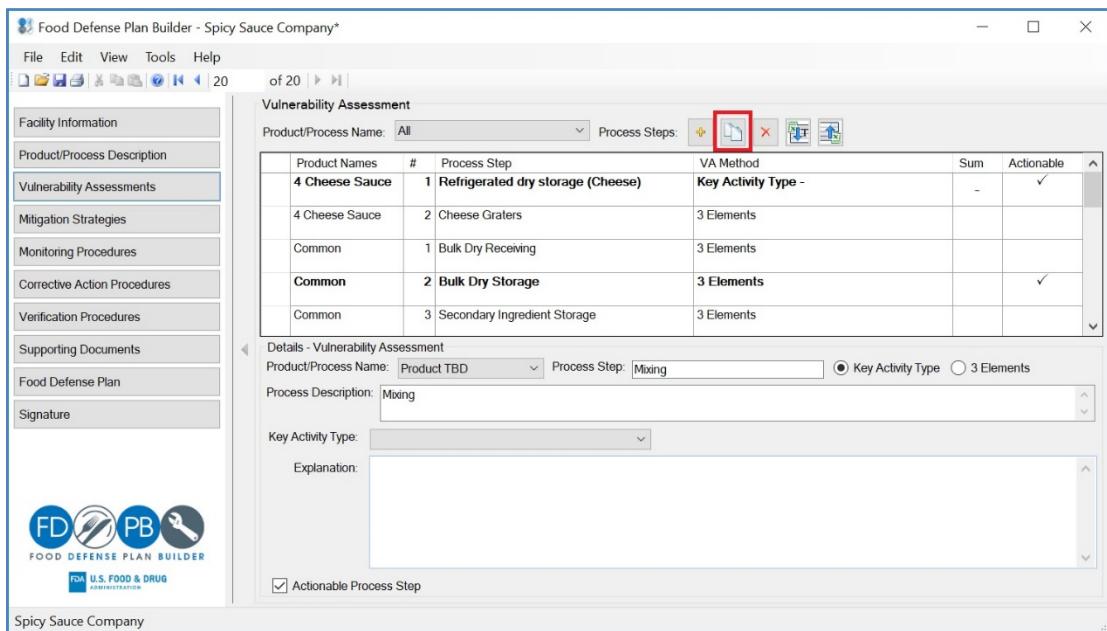 Food Defense Plan Builder - Spicy Sauce Company*
File Edit View Tools Help
20 of 20
Facility Information
Product/Process Description
Vulnerability Assessments
Mitigation Strategies
Monitoring Procedures
Corrective Action Procedures
Verification Procedures
Supporting Documents
Food Defense Plan
Signature
FD PB
FOOD DEFENSE PLAN BUILDER
FDA U.S. FOOD & DRUG
ADMINISTRATION
Vulnerability Assessment
Product/Process Name: All Process Steps:
Product Names # Process Step VA Method Sum Actionable
4 Cheese Sauce 1 Refrigerated dry storage (Cheese) Key Activity Type - - ✓
4 Cheese Sauce 2 Cheese Graters 3 Elements
Common 1 Bulk Dry Receiving 3 Elements
Common 2 Bulk Dry Storage 3 Elements ✓
Common 3 Secondary Ingredient Storage 3 Elements
Details - Vulnerability Assessment
Product/Process Name: Product TBD Process Step: Mixing Key Activity Type 3 Elements
Process Description: Mixing
Key Activity Type:
Explanation:
Actionable Process Step
Spicy Sauce Company